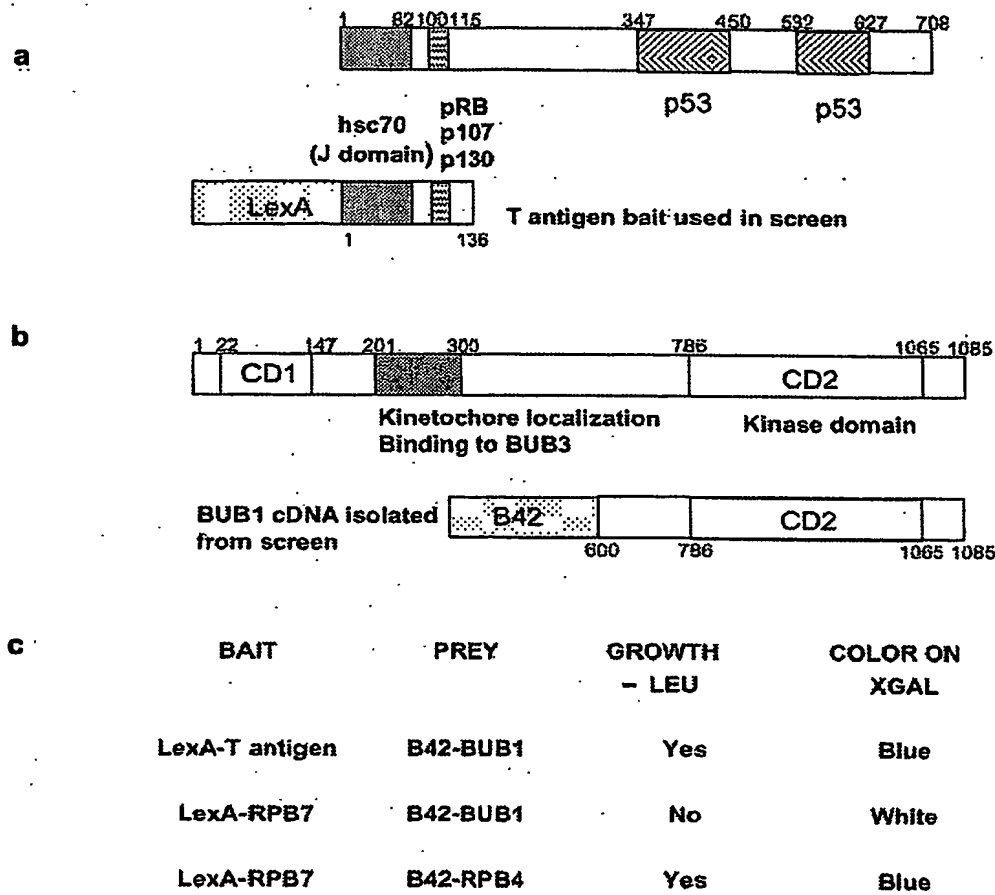 a
1 82 100 115 347 450 592 627 708
p53 p53
hsc70
(J domain)
pRB
p107
p130
LexA
T antigen bait used in screen
1 136
b
1 22 147 201 300 786 1065 1085
CD1 CD2
Kinetochore localization
Binding to BUB3
Kinase domain
BUB1 cDNA isolated
from screen
B42 CD2
600 786 1065 1085
c
BAIT PREY GROWTH COLOR ON
– LEU XGAL
LexA-T antigen B42-BUB1 Yes Blue
LexA-RPB7 B42-BUB1 No White
LexA-RPB7 B42-RPB4 Yes Blue